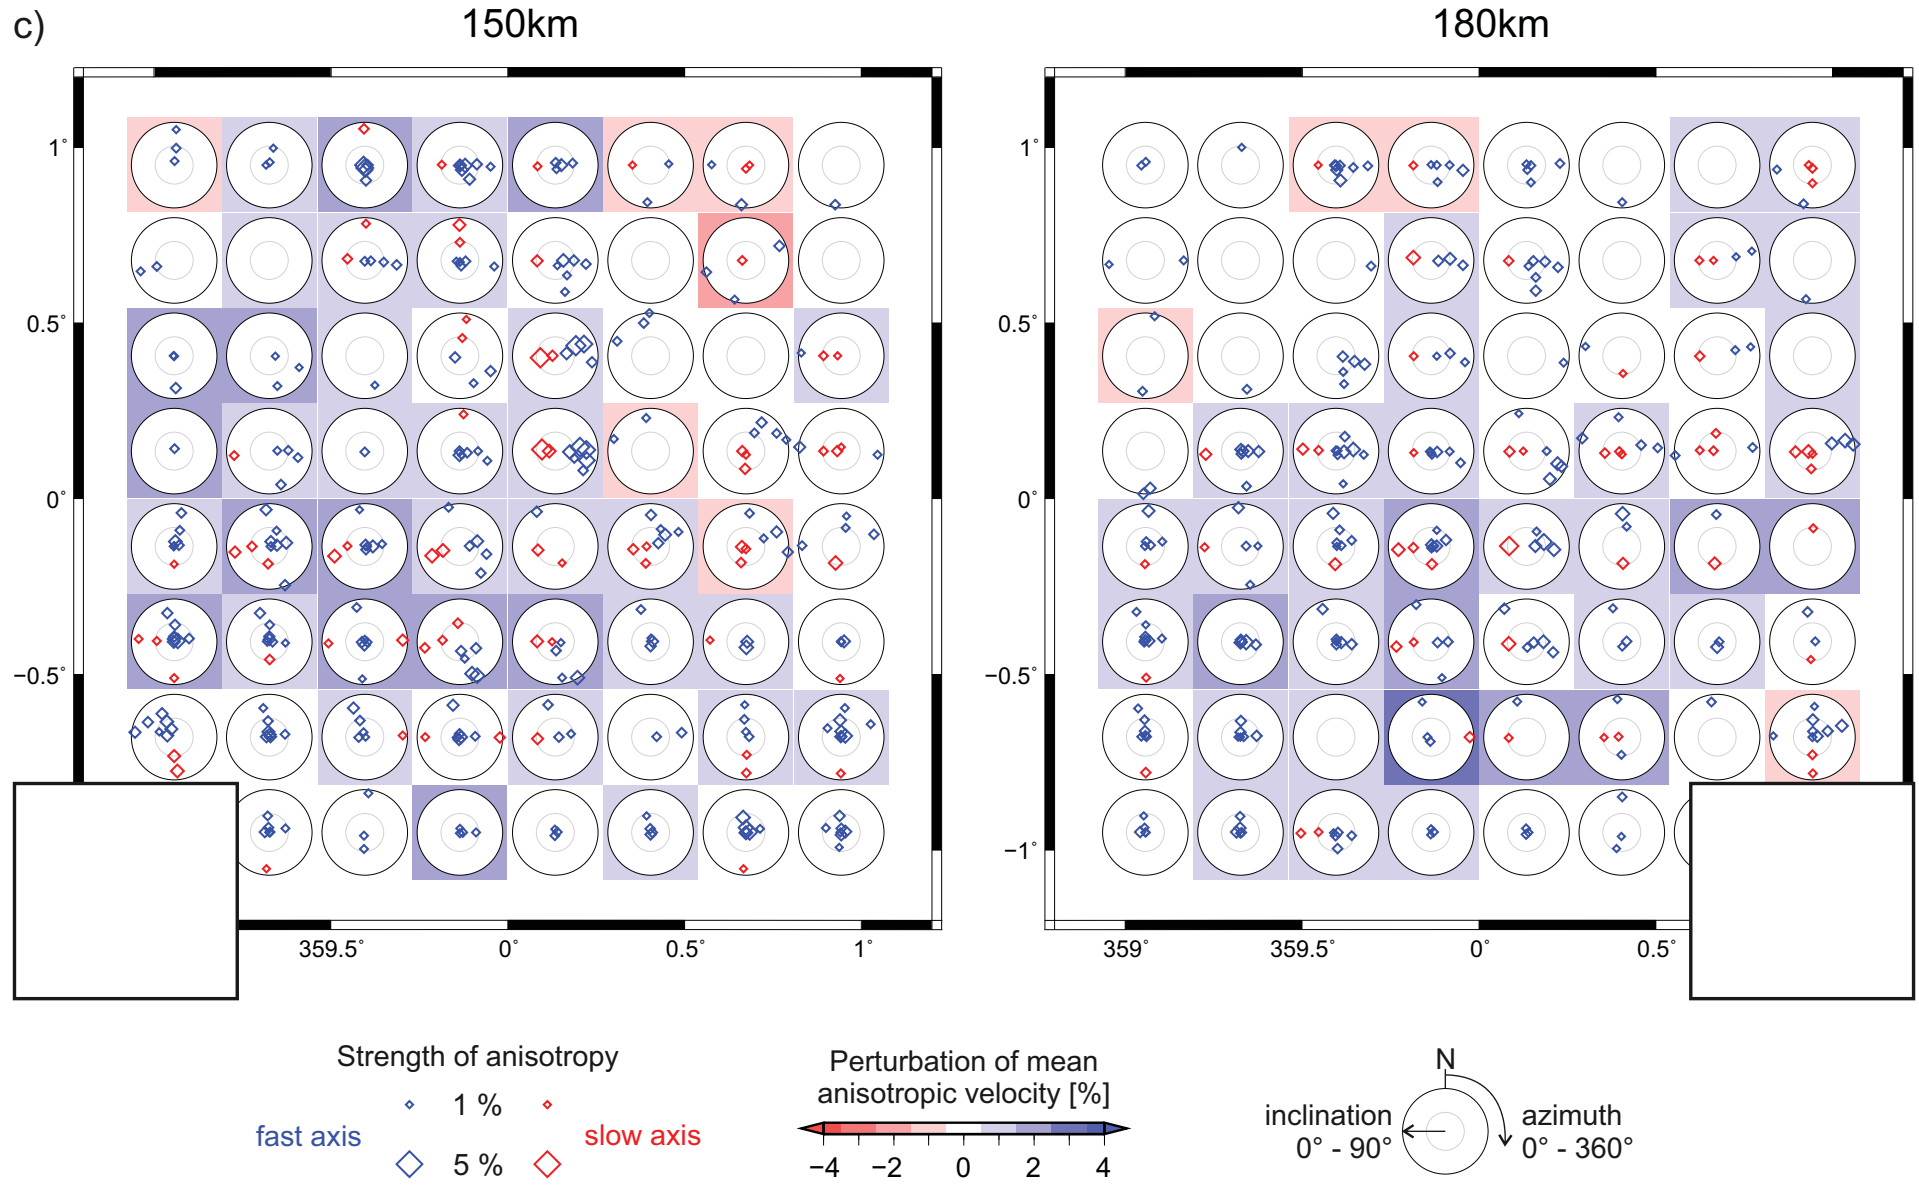 c)
150km
180km
1°
0.5°
0°
−0.5°
359.5°
0°
0.5°
1°
1°
0.5°
0°
−0.5°
−1°
359°
359.5°
0°
0.5°
Strength of anisotropy
1 %
fast axis
slow axis
5 %
Perturbation of mean
anisotropic velocity [%]
−4 −2 0 2 4
N
inclination
0° - 90°
azimuth
0° - 360°